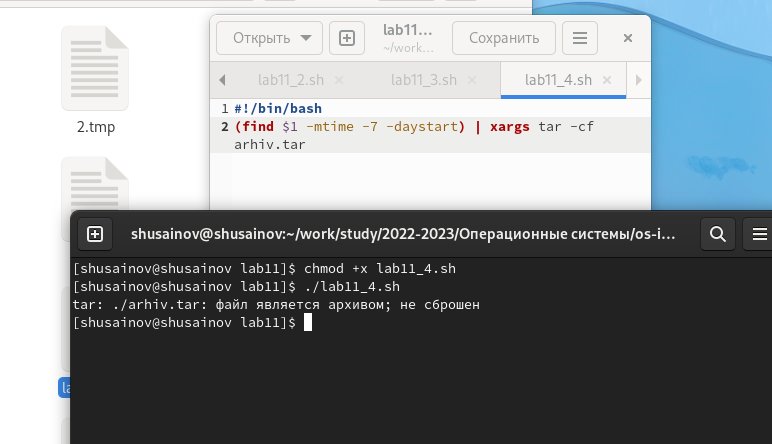 2.tmp
Открыть
lab11...
~/work...
Сохранить
lab11_2.sh
lab11_3.sh
lab11_4.sh
1 #!/bin/bash
2 (find $1 -mtime -7 -daystart) | xargs tar -cf
arhiv.tar
shusainov@shusainov:~/work/study/2022-2023/Операционные системы/os-i...
[shusainov@shusainov lab11]$ chmod +x lab11_4.sh
[shusainov@shusainov lab11]$ ./lab11_4.sh
tar: ./arhiv.tar: файл является архивом; не сброшен
[shusainov@shusainov lab11]$